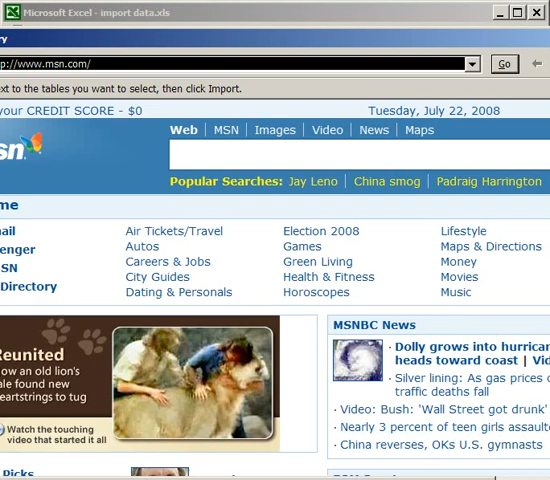 Microsoft Excel - import data.xls
ry
p://www.msn.com/
Go
ext to the tables you want to select, then click Import.
your CREDIT SCORE - $0
Tuesday, July 22, 2008
sn
Web MSN Images Video News Maps
Popular Searches: Jay Leno China smog Padraig Harrington
me
ail
enger
SN
Directory
Air Tickets/Travel
Autos
Careers & Jobs
City Guides
Dating & Personals
Election 2008
Games
Green Living
Health & Fitness
Horoscopes
Lifestyle
Maps & Directions
Money
Movies
Music
Reunited
ow an old lion's
ale found new
eartstrings to tug
Watch the touching
video that started it all
MSNBC News
· Dolly grows into hurrican
heads toward coast | Vid
· Silver lining: As gas prices c
traffic deaths fall
· Video: Bush: 'Wall Street got drunk'
· Nearly 3 percent of teen girls assault
· China reverses, OKs U.S. gymnasts
Picks